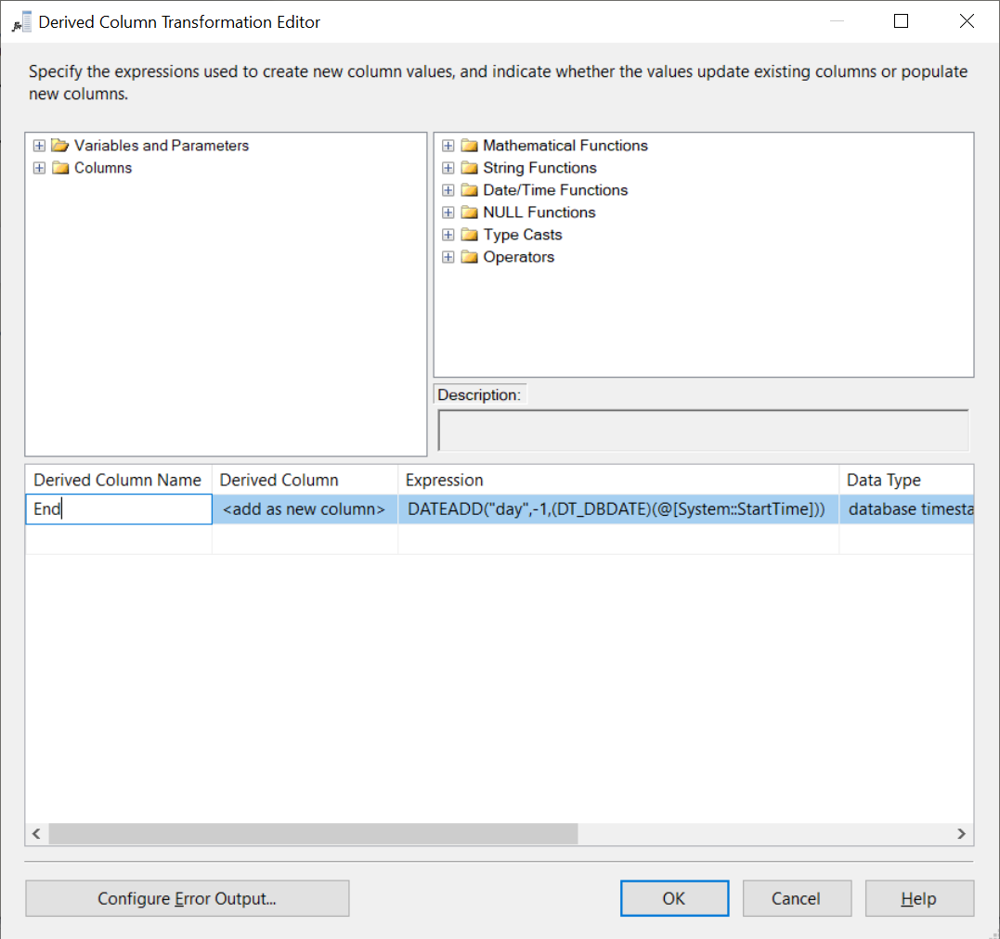 Derived Column Transformation Editor
Specify the expressions used to create new column values, and indicate whether the values update existing columns or populate
new columns.
Variables and Parameters
Columns
Mathematical Functions
String Functions
Date/Time Functions
NULL Functions
Type Casts
Operators
Description:
Derived Column Name Derived Column Expression Data Type
End <add as new column> DATEADD("day",-1,(DT_DBDATE)(@[System::StartTime])) database timesta
Configure Error Output... OK Cancel Help